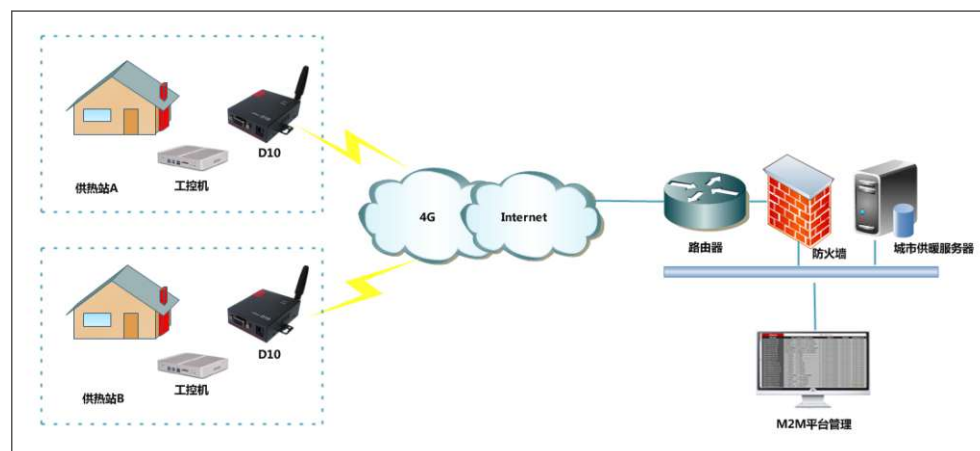 D10
供热站A
工控机
4G
Internet
路由器
防火墙
城市供暖服务器
D10
供热站B
工控机
M2M平台管理